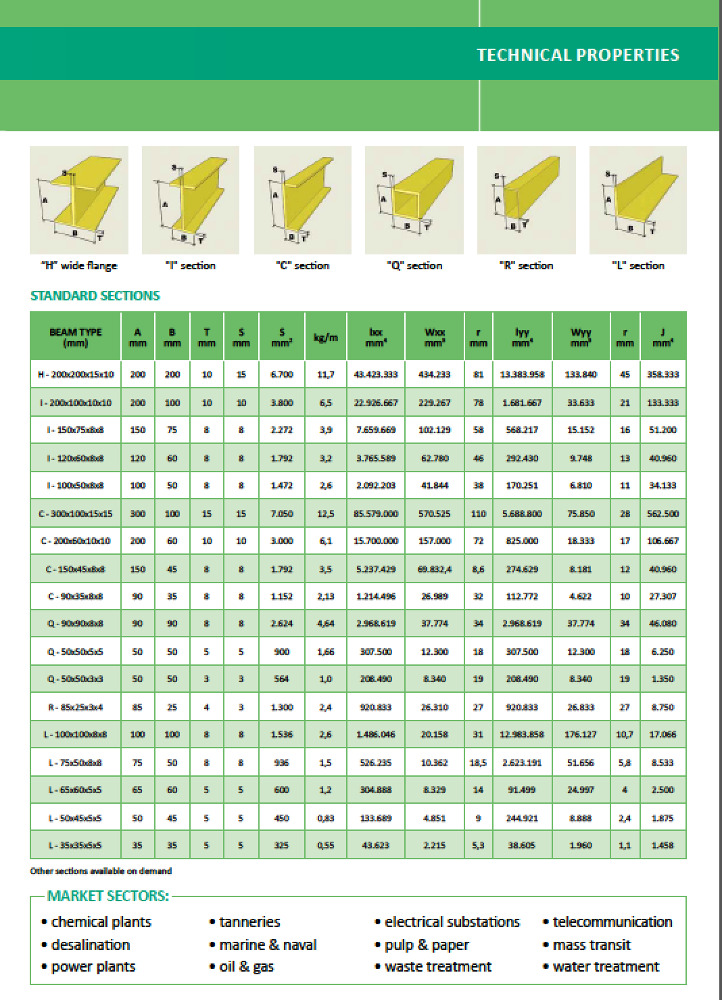 TECHNICAL PROPERTIES
S A B T
S A B T
S A B T
S A B T
S A B T
S A B T
"H" wide flange "I" section "C" section "Q" section "R" section "L" section
STANDARD SECTIONS
BEAM TYPE (mm) A mm B mm T mm S mm S mm² kg/m Ixx mm⁴ Wxx mm³ r mm Iyy mm⁴ Wyy mm³ r mm J mm⁴
H - 200x200x15x10 200 200 10 15 6.700 11,7 43.423.333 434.233 81 13.383.958 133.840 45 358.333
I - 200x100x10x10 200 100 10 10 3.800 6,5 22.926.667 229.267 78 1.681.667 33.633 21 133.333
I - 150x75x8x8 150 75 8 8 2.272 3,9 7.659.669 102.129 58 568.217 15.152 16 51.200
I - 120x60x8x8 120 60 8 8 1.792 3,2 3.765.589 62.780 46 292.430 9.748 13 40.960
I - 100x50x8x8 100 50 8 8 1.472 2,6 2.092.203 41.844 38 170.251 6.810 11 34.133
C - 300x100x15x15 300 100 15 15 7.050 12,5 85.579.000 570.525 110 5.688.800 75.850 28 562.500
C - 200x60x10x10 200 60 10 10 3.000 6,1 15.700.000 157.000 72 825.000 18.333 17 106.667
C - 150x45x8x8 150 45 8 8 1.792 3,5 5.237.429 69.832,4 8,6 274.629 8.181 12 40.960
C - 90x35x8x8 90 35 8 8 1.152 2,13 1.214.496 26.989 32 112.772 4.622 10 27.307
Q - 90x90x8x8 90 90 8 8 2.624 4,64 2.968.619 37.774 34 2.968.619 37.774 34 46.080
Q - 50x50x5x5 50 50 5 5 900 1,66 307.500 12.300 18 307.500 12.300 18 6.250
Q - 50x50x3x3 50 50 3 3 564 1,0 208.490 8.340 19 208.490 8.340 19 1.350
R - 85x25x3x4 85 25 4 3 1.300 2,4 920.833 26.310 27 920.833 26.833 27 8.750
L - 100x100x8x8 100 100 8 8 1.536 2,6 1.486.046 20.158 31 12.983.858 176.127 10,7 17.066
L - 75x50x8x8 75 50 8 8 936 1,5 526.235 10.362 18,5 2.623.191 51.656 5,8 8.533
L - 65x60x5x5 65 60 5 5 600 1,2 304.888 8.329 14 91.499 24.997 4 2.500
L - 50x45x5x5 50 45 5 5 450 0,83 133.689 4.851 9 244.921 8.888 2,4 1.875
L - 35x35x5x5 35 35 5 5 325 0,55 43.623 2.215 5,3 38.605 1.960 1,1 1.458
Other sections available on demand
MARKET SECTORS:
• chemical plants • tanneries • electrical substations • telecommunication
• desalination • marine & naval • pulp & paper • mass transit
• power plants • oil & gas • waste treatment • water treatment